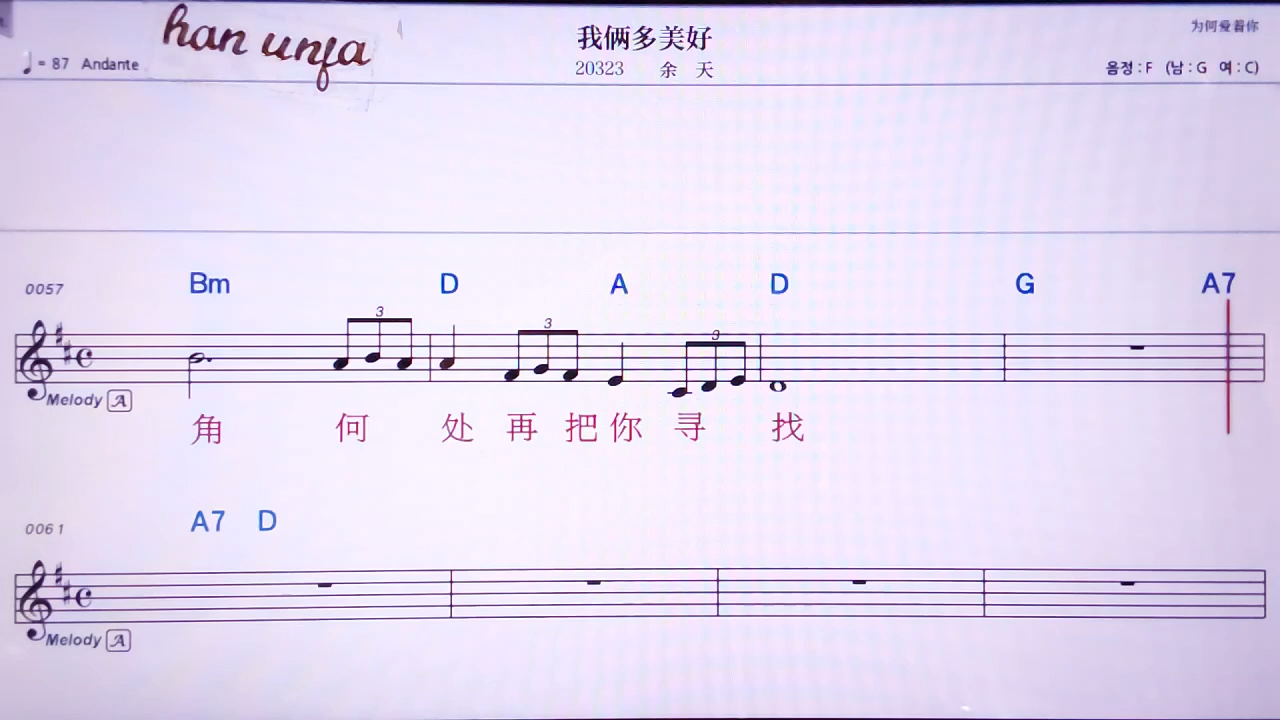 han unfa
我俩多美好
为何爱着你
♩= 87 Andante
20323 余天
음정 : F (남 : G 여 : C)
0057 Bm D A D G A7
3 3 3
Melody A
角 何 处 再 把 你 寻 找
0061 A7 D
Melody A